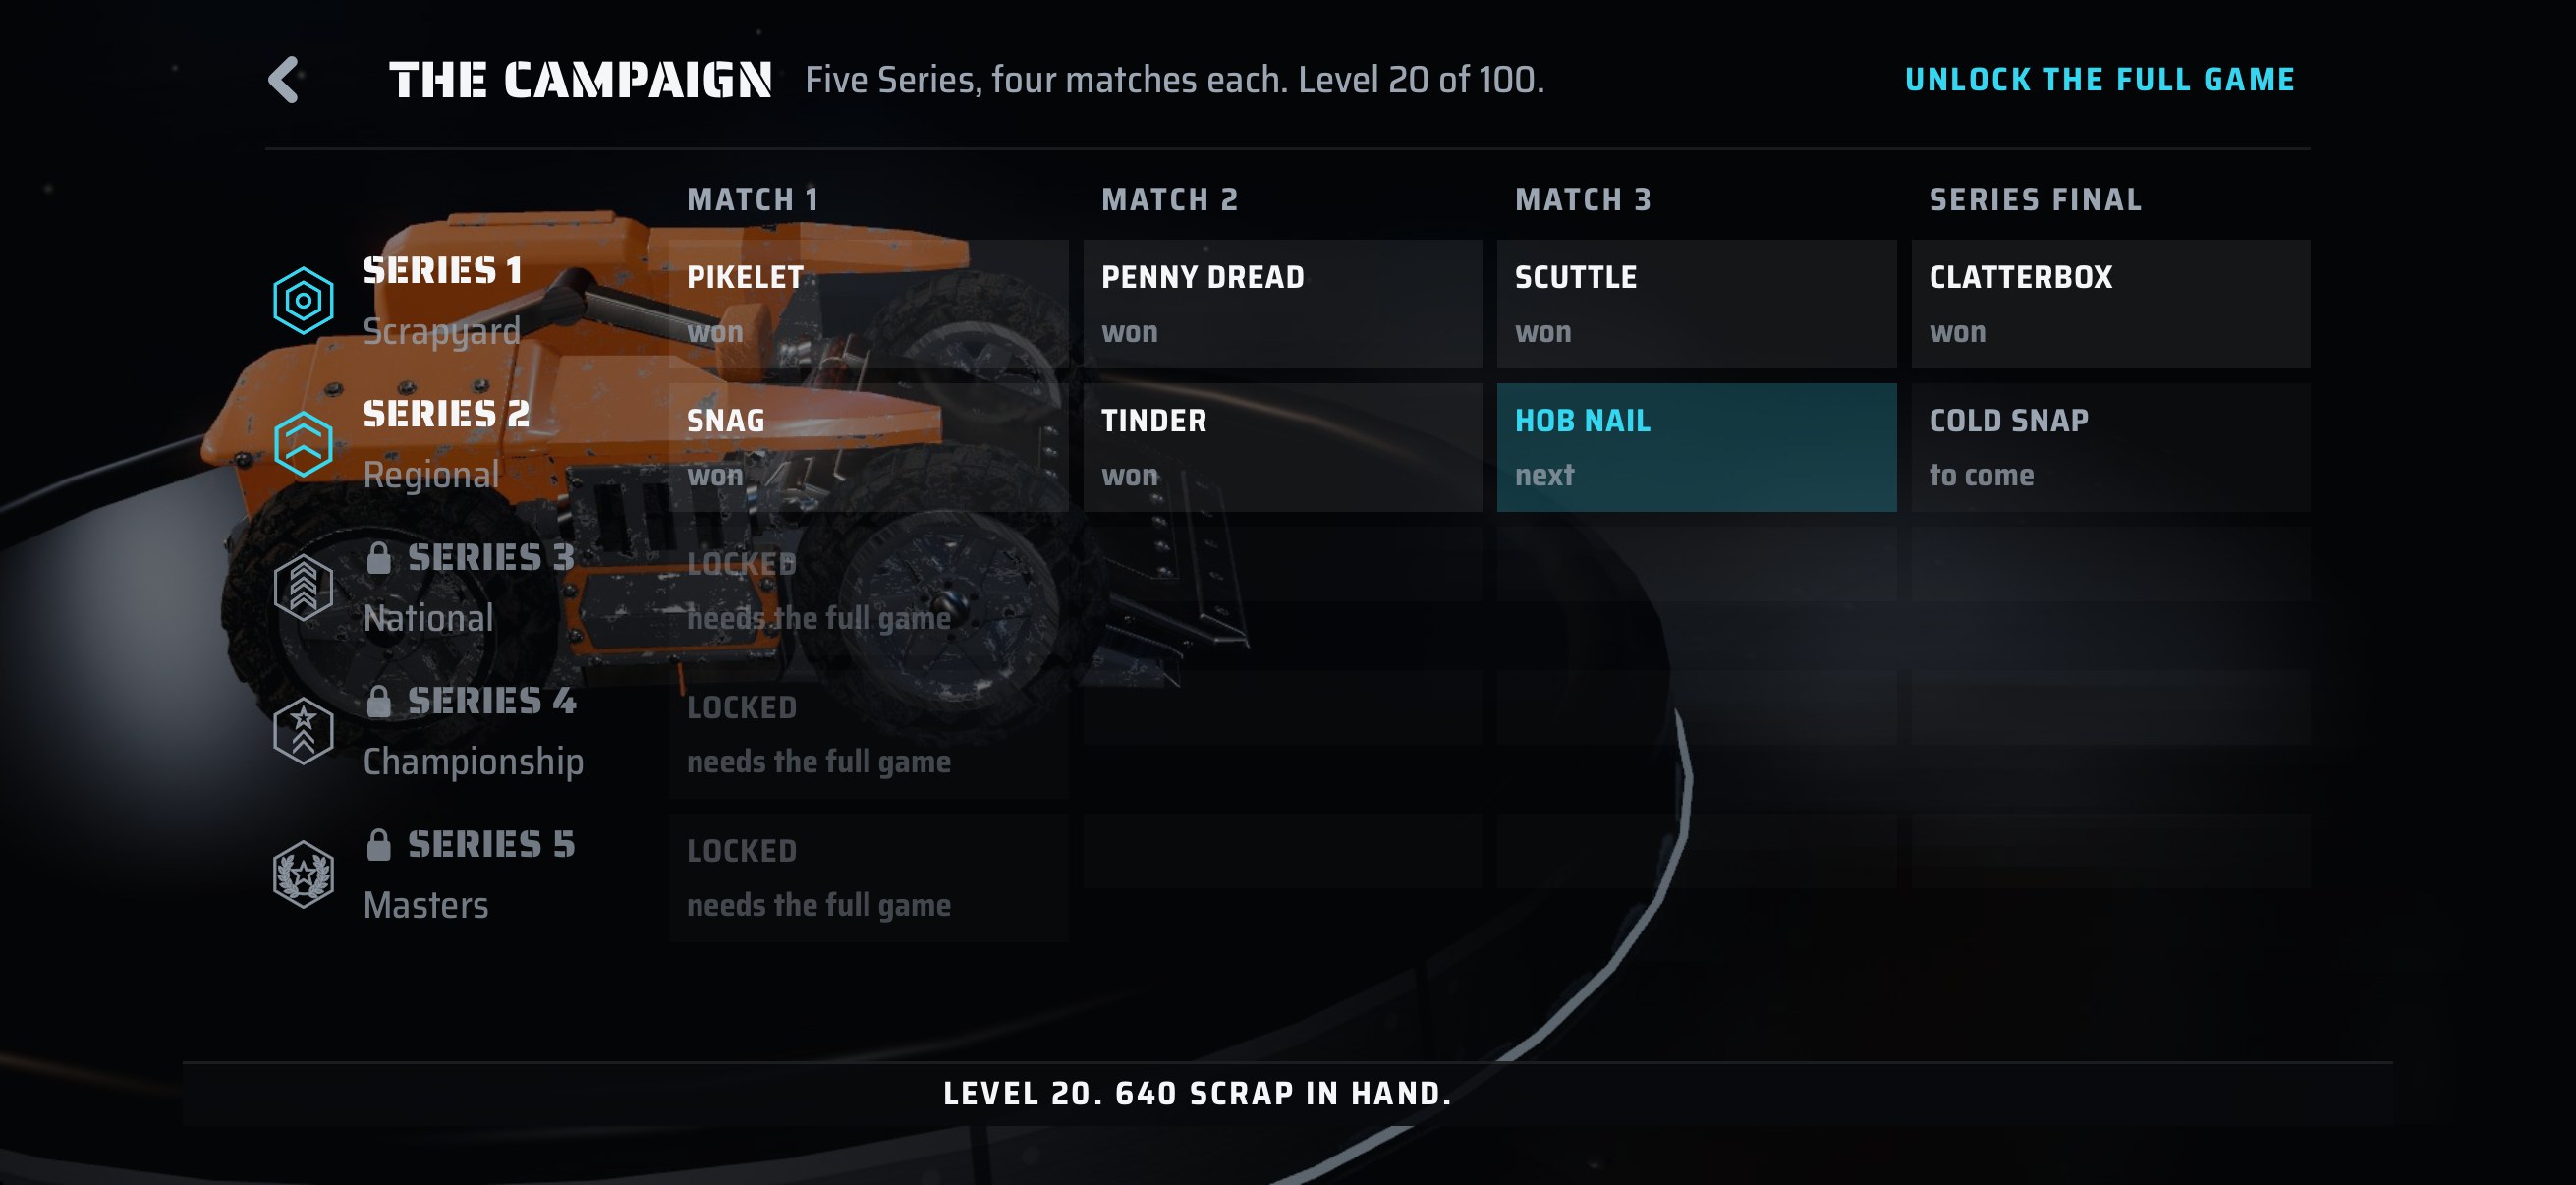 THE CAMPAIGN Five Series, four matches each. Level 20 of 100. UNLOCK THE FULL GAME
MATCH 1 MATCH 2 MATCH 3 SERIES FINAL
SERIES 1 PIKELET PENNY DREAD SCUTTLE CLATTERBOX
Scrapyard won won won won
SERIES 2 SNAG TINDER HOB NAIL COLD SNAP
Regional won won next to come
SERIES 3 LOCKED
National needs the full game
SERIES 4 LOCKED
Championship needs the full game
SERIES 5 LOCKED
Masters needs the full game
LEVEL 20. 640 SCRAP IN HAND.